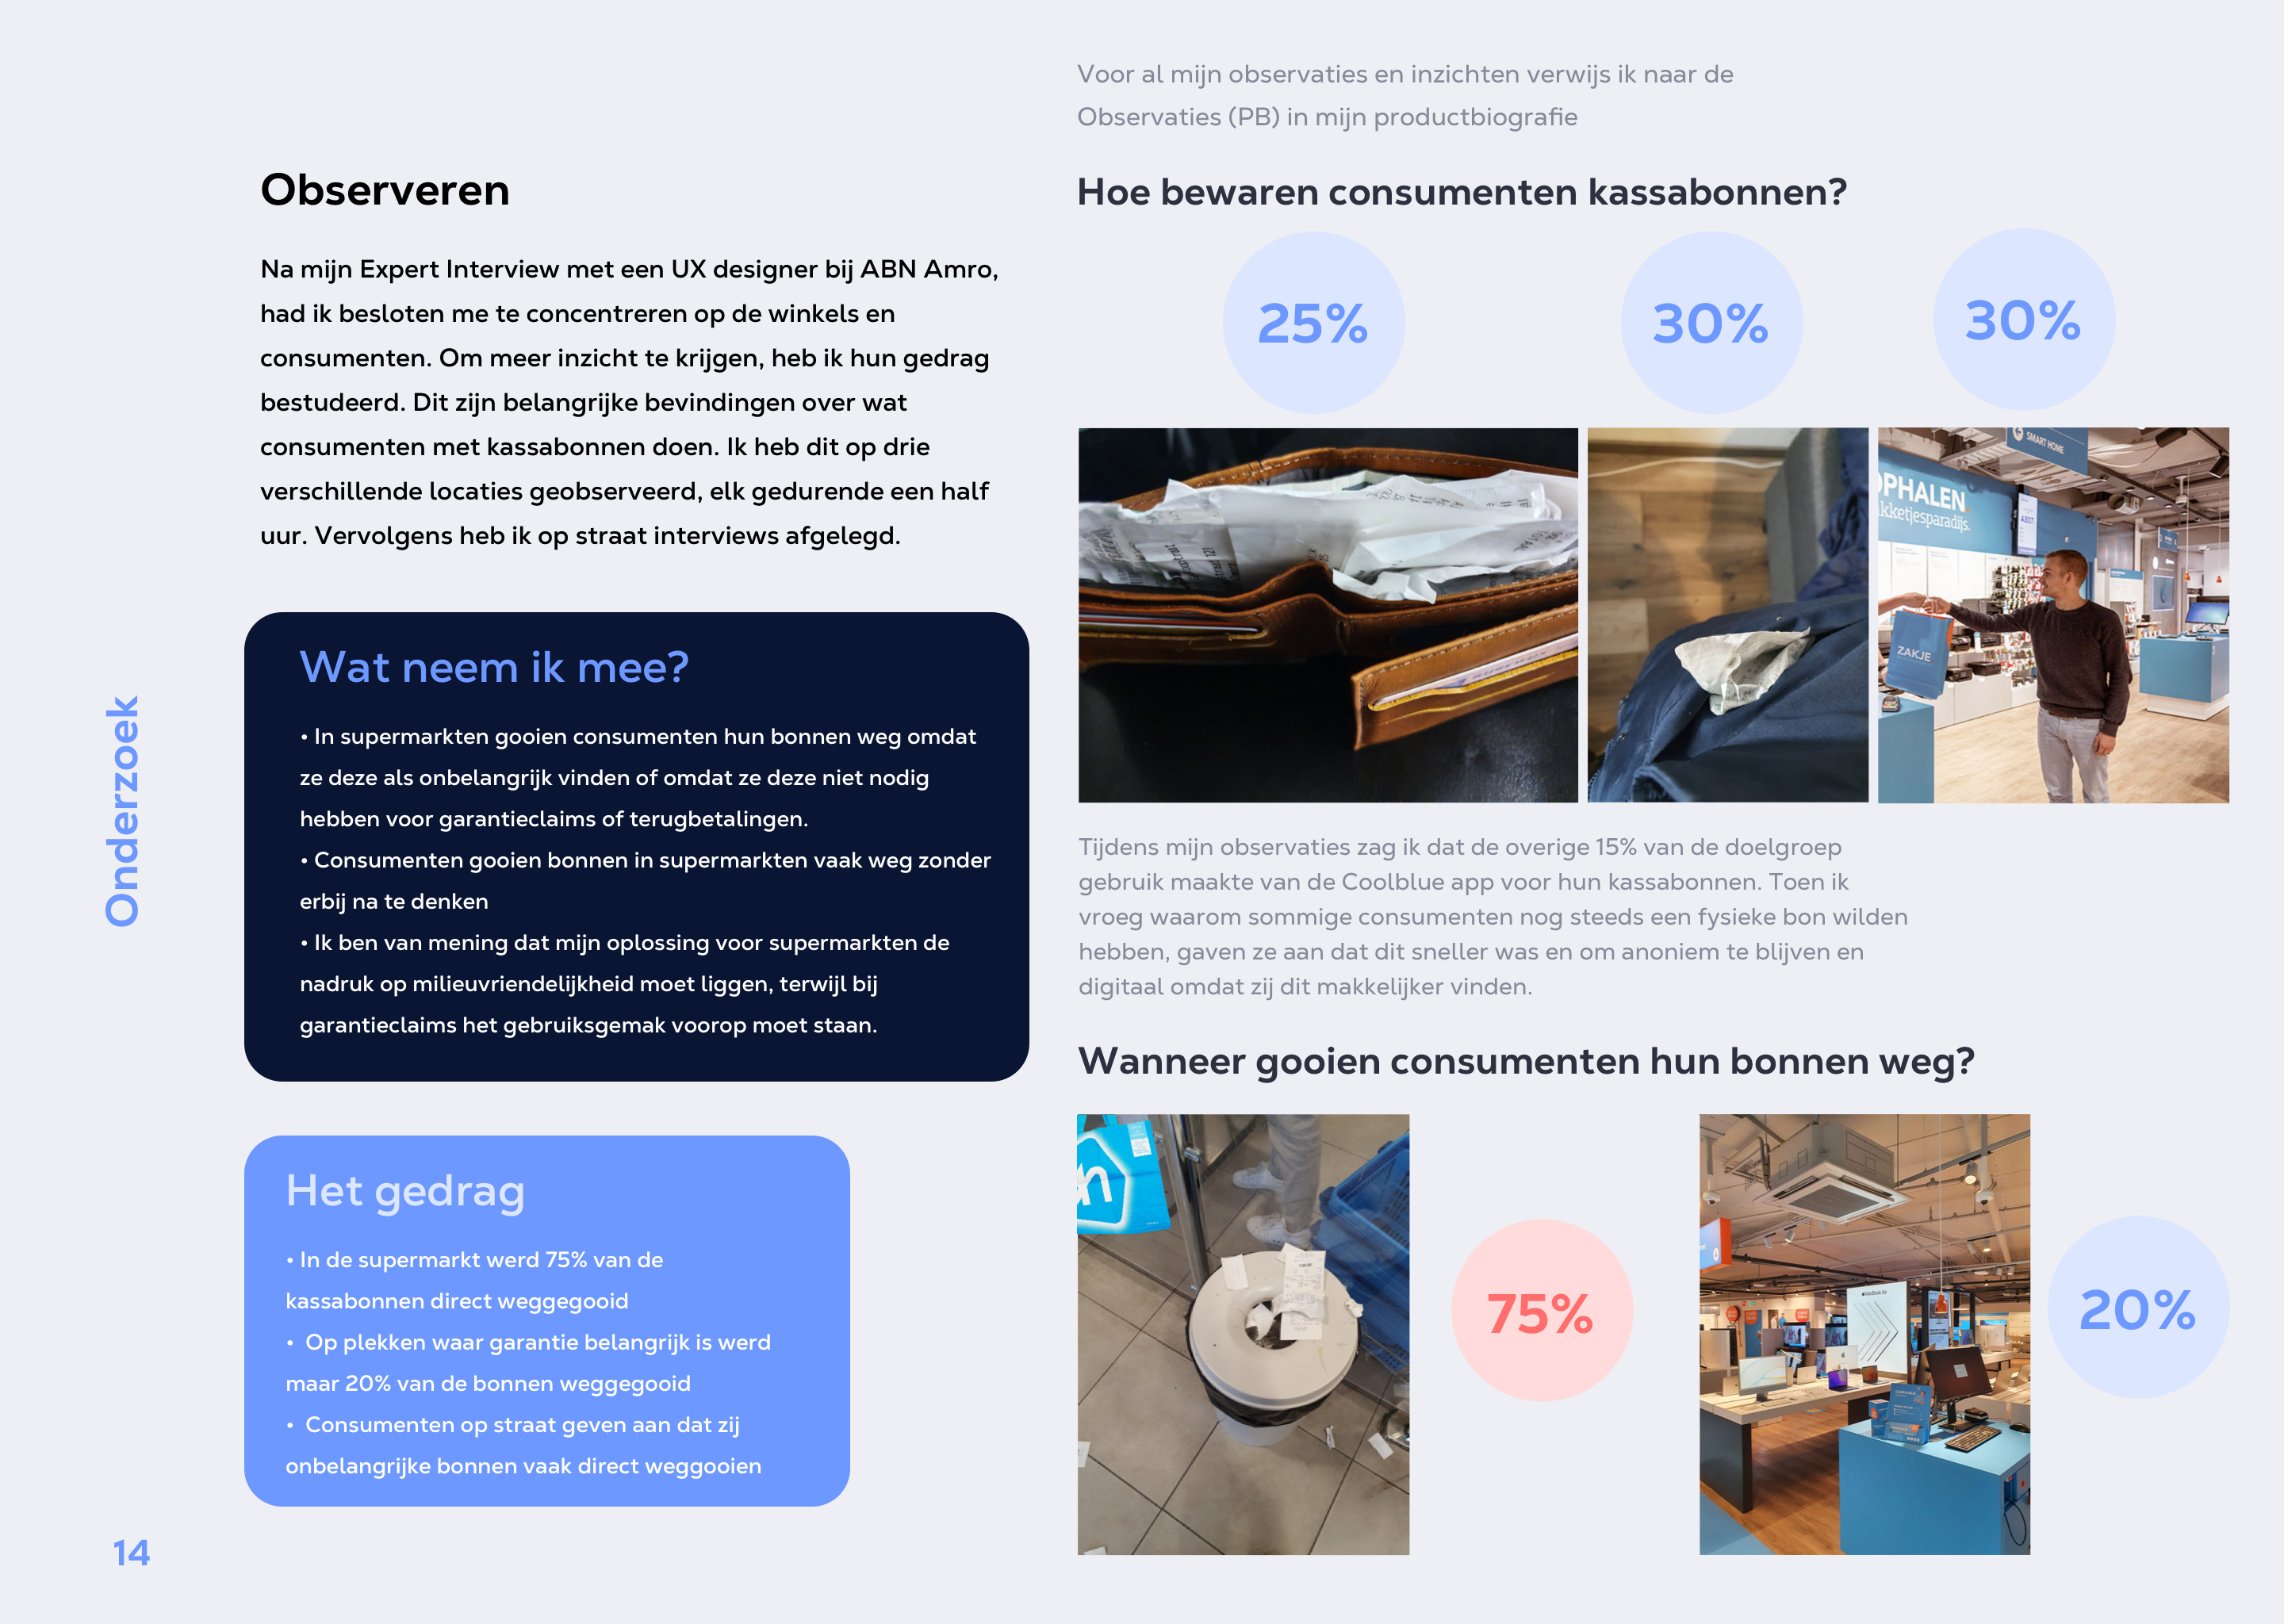 Onderzoek
14
Observeren
Na mijn Expert Interview met een UX designer bij ABN Amro,
had ik besloten me te concentreren op de winkels en
consumenten. Om meer inzicht te krijgen, heb ik hun gedrag
bestudeerd. Dit zijn belangrijke bevindingen over wat
consumenten met kassabonnen doen. Ik heb dit op drie
verschillende locaties geobserveerd, elk gedurende een half
uur. Vervolgens heb ik op straat interviews afgelegd.
Wat neem ik mee?
• In supermarkten gooien consumenten hun bonnen weg omdat
ze deze als onbelangrijk vinden of omdat ze deze niet nodig
hebben voor garantieclaims of terugbetalingen.
• Consumenten gooien bonnen in supermarkten vaak weg zonder
erbij na te denken
• Ik ben van mening dat mijn oplossing voor supermarkten de
nadruk op milieuvriendelijkheid moet liggen, terwijl bij
garantieclaims het gebruiksgemak voorop moet staan.
Het gedrag
• In de supermarkt werd 75% van de
kassabonnen direct weggegooid
• Op plekken waar garantie belangrijk is werd
maar 20% van de bonnen weggegooid
• Consumenten op straat geven aan dat zij
onbelangrijke bonnen vaak direct weggooien
Voor al mijn observaties en inzichten verwijs ik naar de
Observaties (PB) in mijn productbiografie
Hoe bewaren consumenten kassabonnen?
25%
30%
30%
SMART HOME
OPHALEN.
kketjesparadijs.
ZAKJE
Tijdens mijn observaties zag ik dat de overige 15% van de doelgroep
gebruik maakte van de Coolblue app voor hun kassabonnen. Toen ik
vroeg waarom sommige consumenten nog steeds een fysieke bon wilden
hebben, gaven ze aan dat dit sneller was en om anoniem te blijven en
digitaal omdat zij dit makkelijker vinden.
Wanneer gooien consumenten hun bonnen weg?
75%
MacBook Air
20%